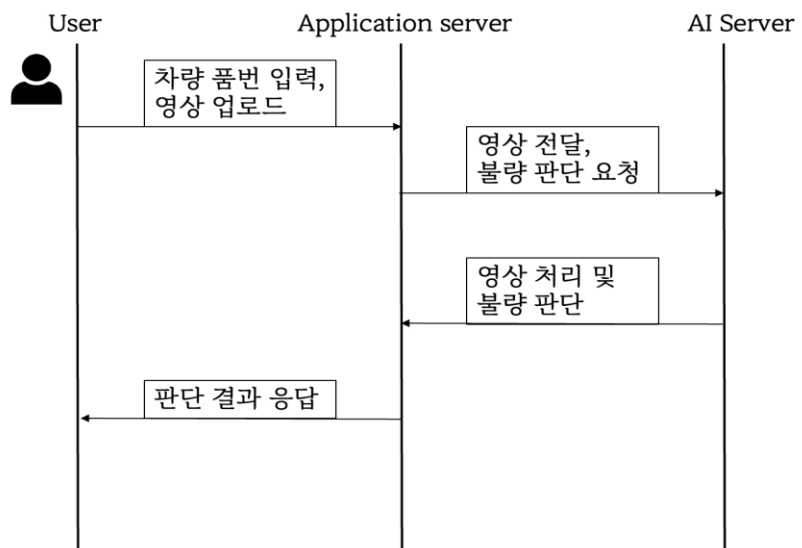 User
Application server
AI Server
차량 품번 입력,
영상 업로드
영상 전달,
불량 판단 요청
영상 처리 및
불량 판단
판단 결과 응답